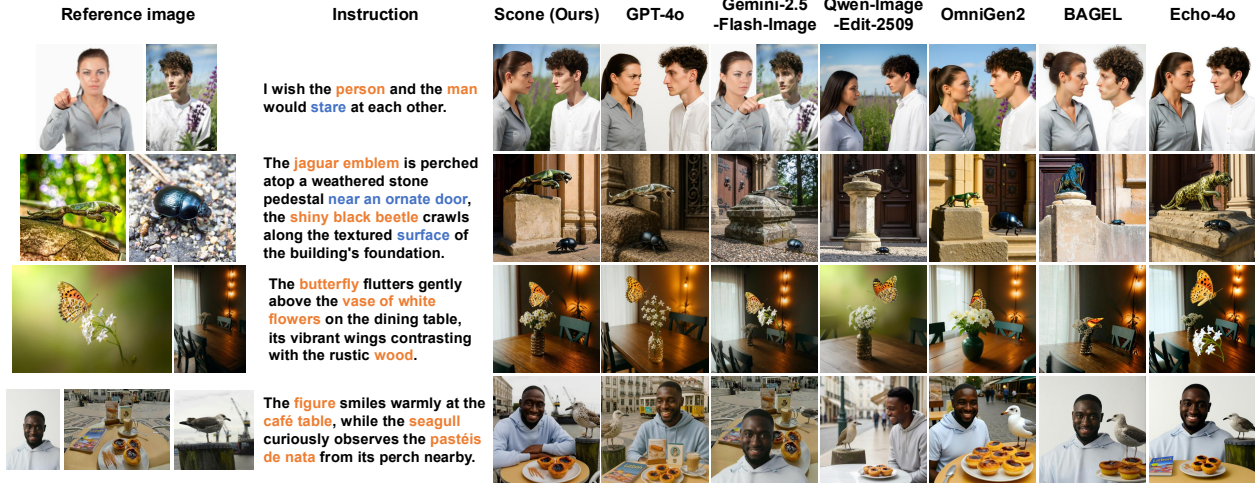 Reference image
Instruction
Scone (Ours)
GPT-4o
Gemini-2.5
-Flash-Image
Qwen-Image
-Edit-2509
OmniGen2
BAGEL
Echo-4o
I wish the person and the man
would stare at each other.
The jaguar emblem is perched
atop a weathered stone
pedestal near an ornate door,
the shiny black beetle crawls
along the textured surface of
the building's foundation.
The butterfly flutters gently
above the vase of white
flowers on the dining table,
its vibrant wings contrasting
with the rustic wood.
The figure smiles warmly at the
café table, while the seagull
curiously observes the pastéis
de nata from its perch nearby.